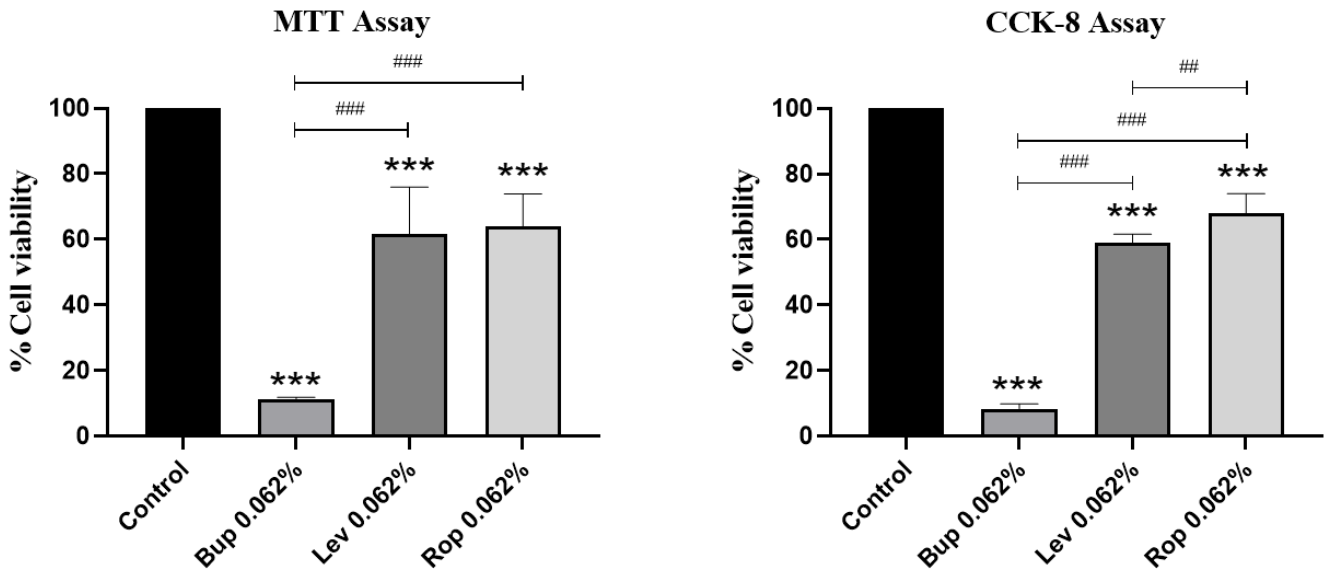 MTT Assay
###
###
% Cell viability
100
80
60
40
20
0
***
***
***
Control
Bup 0.062%
Lev 0.062%
Rop 0.062%
CCK-8 Assay
##
###
###
% Cell viability
100
80
60
40
20
0
***
***
***
Control
Bup 0.062%
Lev 0.062%
Rop 0.062%